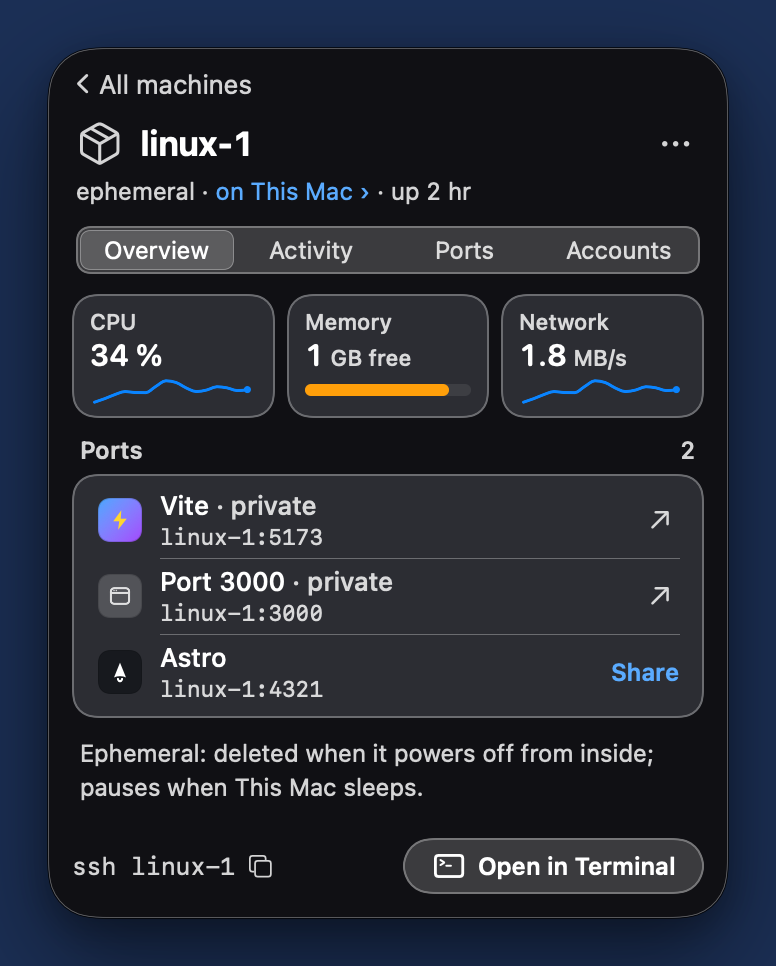 All machines
linux-1
ephemeral · on This Mac › · up 2 hr
Overview Activity Ports Accounts
CPU Memory Network
34 % 1 GB free 1.8 MB/s
Ports 2
Vite · private
linux-1:5173
Port 3000 · private
linux-1:3000
Astro
linux-1:4321
Share
Ephemeral: deleted when it powers off from inside;
pauses when This Mac sleeps.
ssh linux-1 Open in Terminal